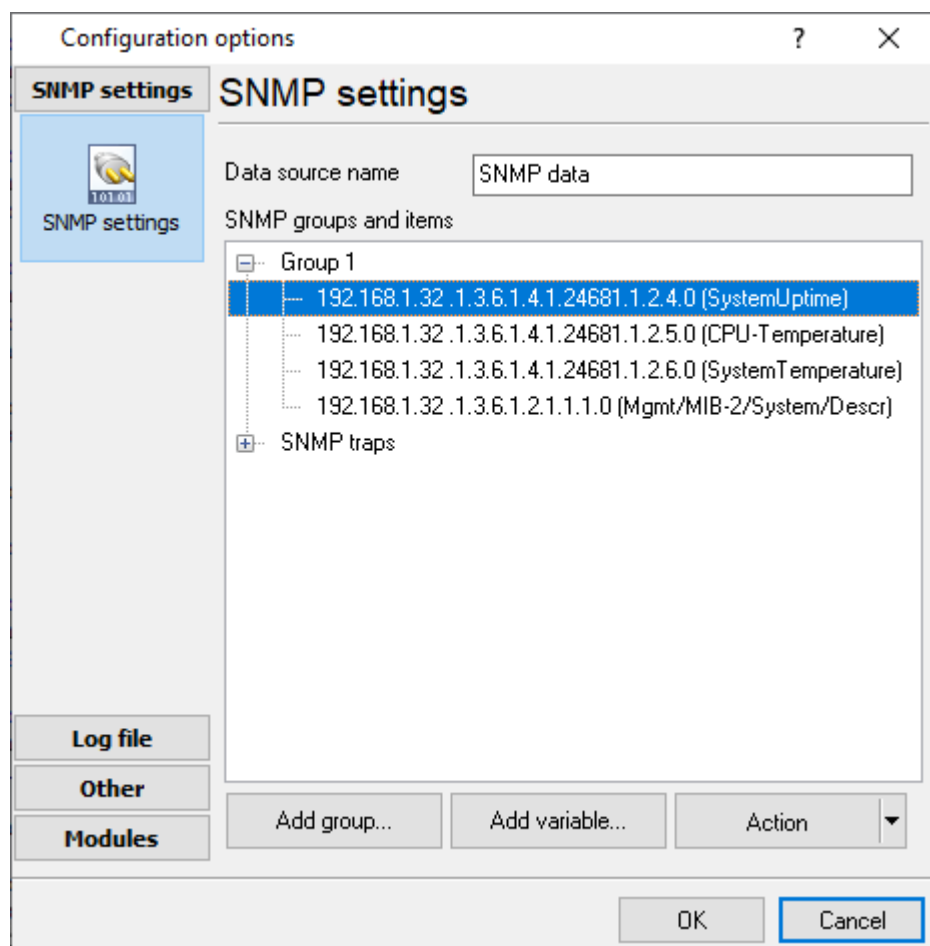 Configuration options
?
SNMP settings
SNMP settings
101.01
SNMP settings
Data source name
SNMP data
SNMP groups and items
Group 1
192.168.1.32 .1.3.6.1.4.1.24681.1.2.4.0 (SystemUptime)
192.168.1.32 .1.3.6.1.4.1.24681.1.2.5.0 (CPU-Temperature)
192.168.1.32 .1.3.6.1.4.1.24681.1.2.6.0 (SystemTemperature)
192.168.1.32 .1.3.6.1.2.1.1.1.0 (Mgmt/MIB-2/System/Descr)
SNMP traps
Log file
Other
Modules
Add group...
Add variable...
Action
OK
Cancel